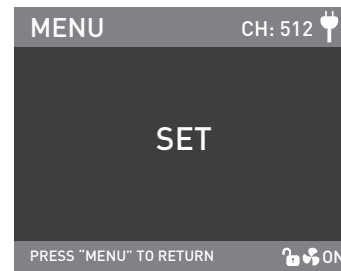 MENU CH: 512
SET
PRESS “MENU” TO RETURN ON